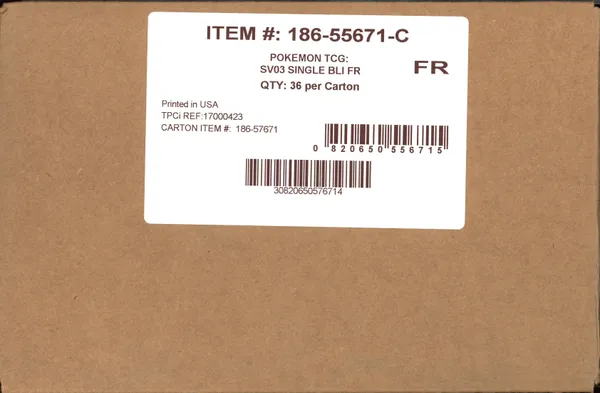 ITEM #: 186-55671-C
POKEMON TCG:
SV03 SINGLE BLI FR
FR
QTY: 36 per Carton
Printed in USA
TPCi REF:17000423
CARTON ITEM #: 186-57671
0 820650 556715
30820650576714